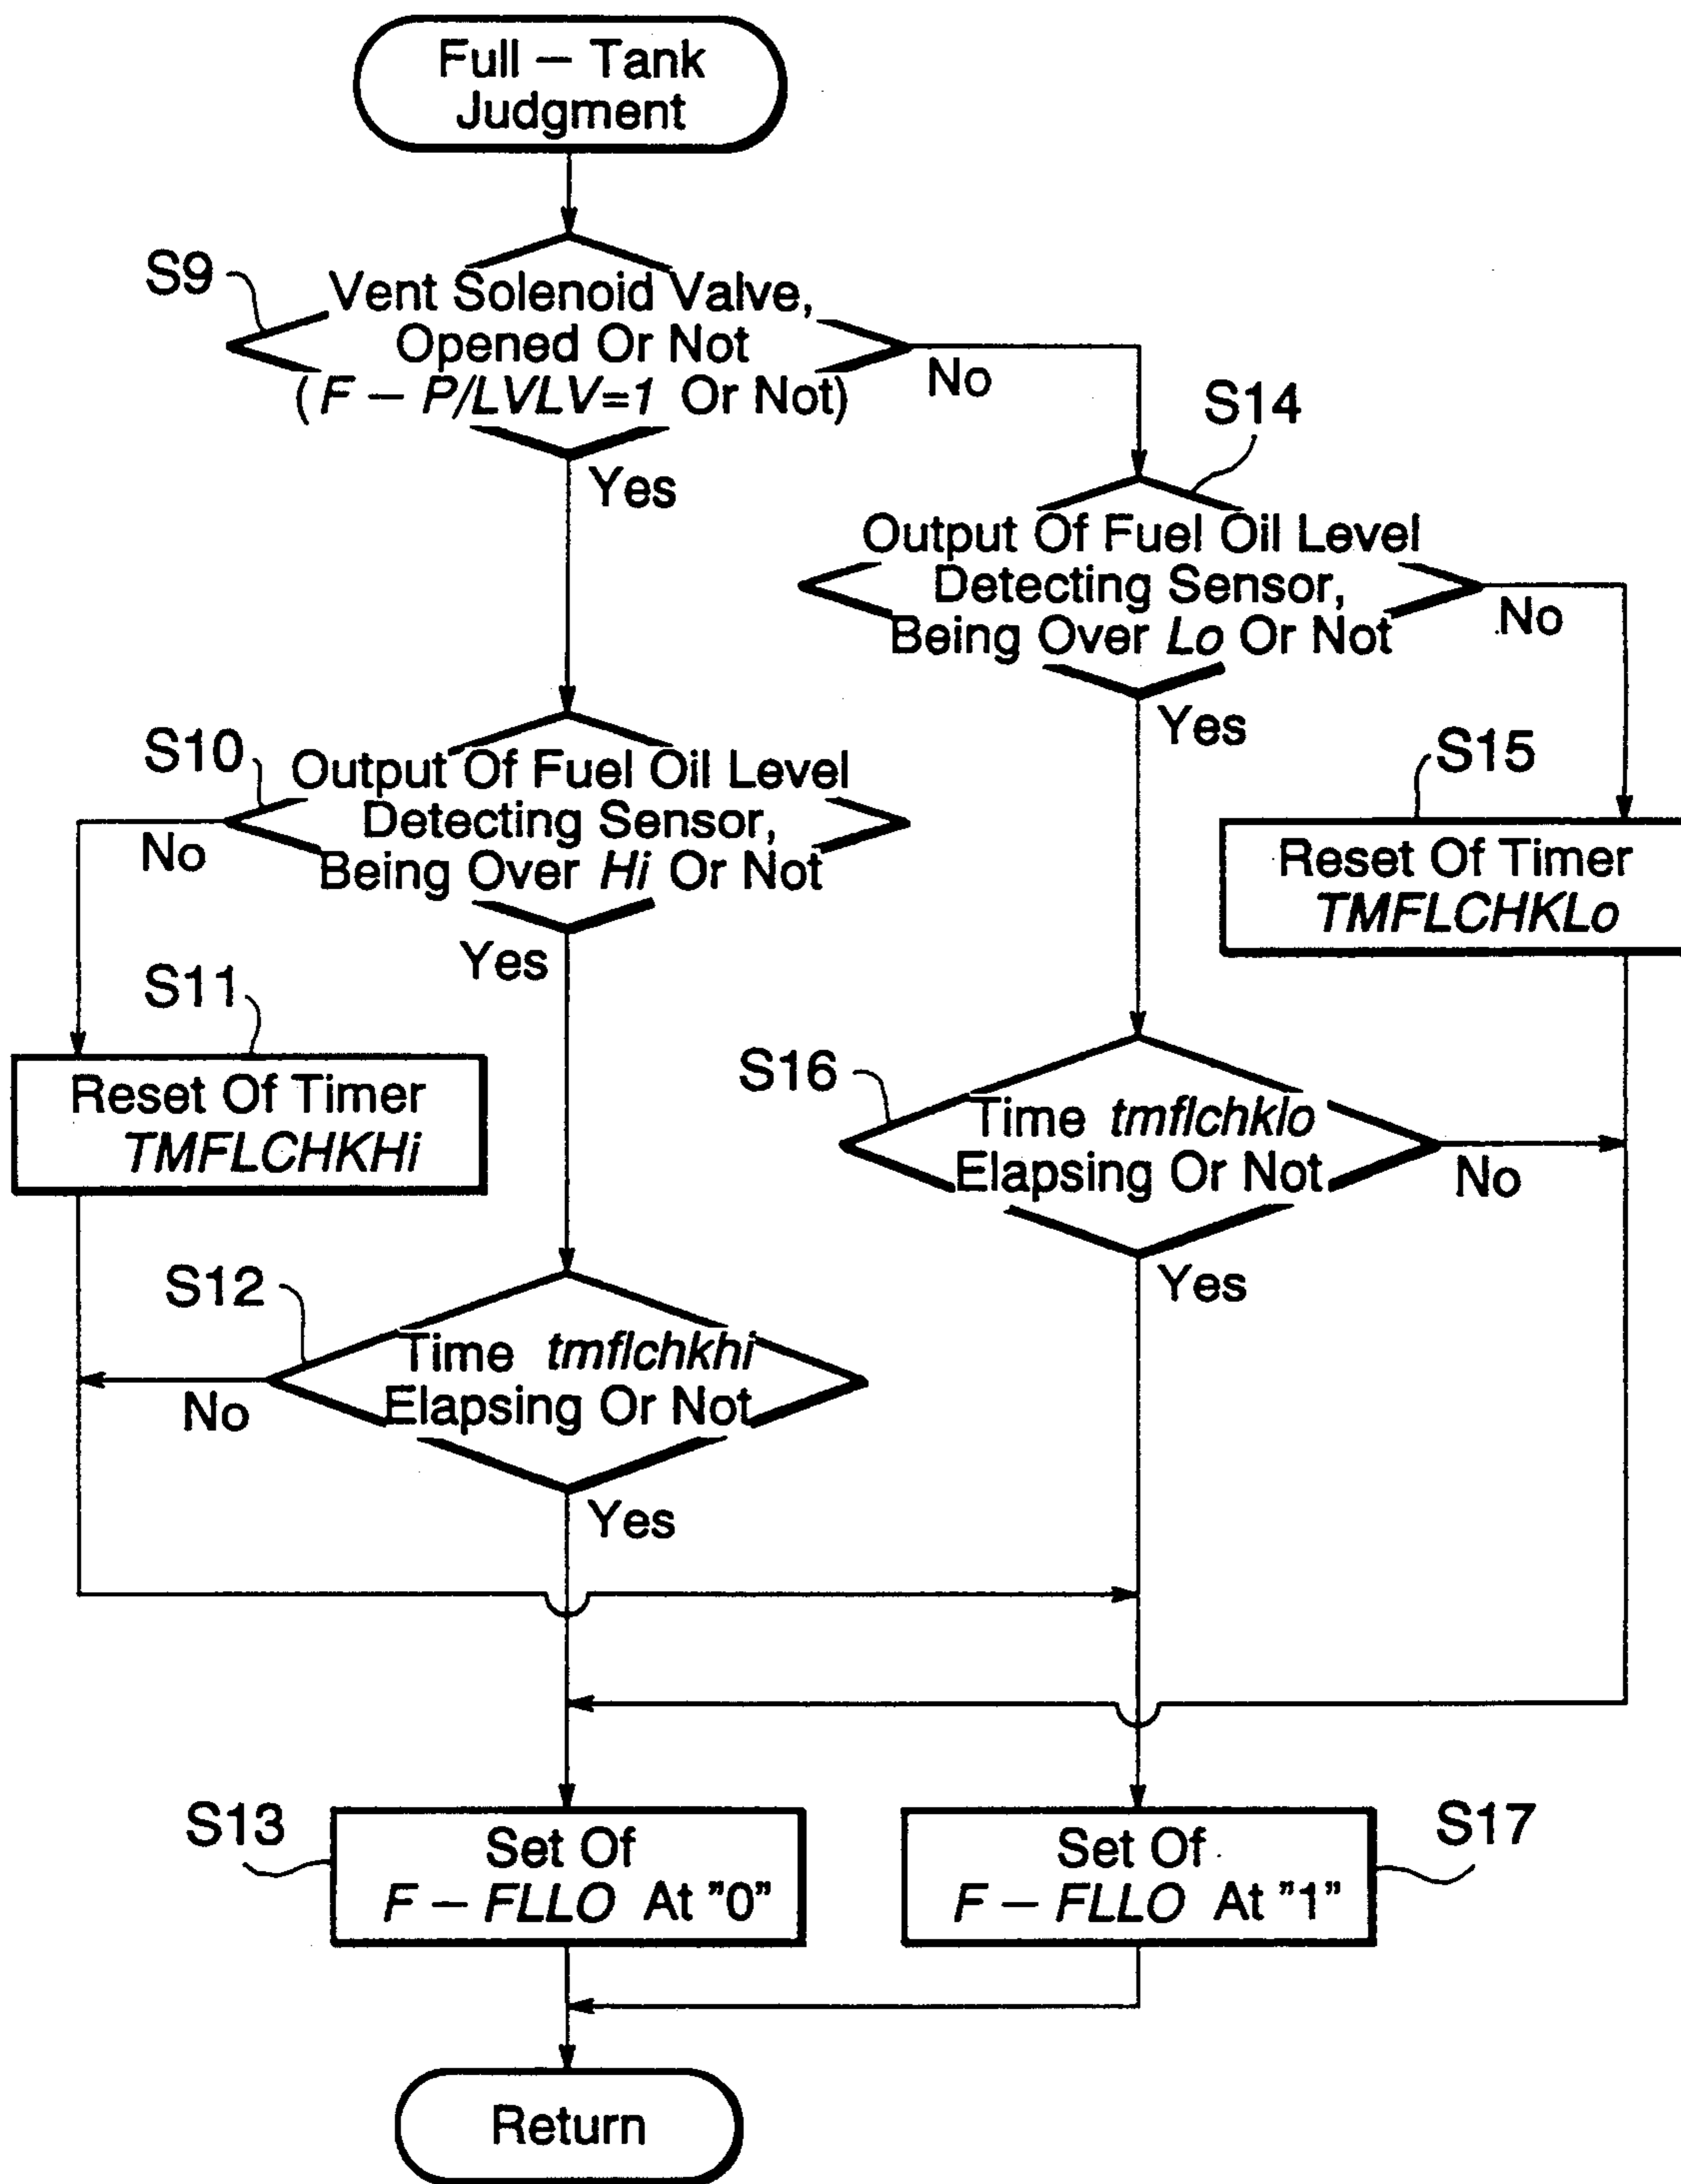 Full — Tank
Judgment
S9
Vent Solenoid Valve,
Opened Or Not
(F — P/LVLV=1 Or Not)
No
Yes
S14
Output Of Fuel Oil Level
Detecting Sensor,
Being Over Lo Or Not
No
Yes
S10
Output Of Fuel Oil Level
Detecting Sensor,
Being Over Hi Or Not
No
Yes
S15
Reset Of Timer
TMFLCHKLo
S11
Reset Of Timer
TMFLCHKHi
S16
Time tmflchklo
Elapsing Or Not
No
Yes
S12
Time tmflchkhi
Elapsing Or Not
No
Yes
S13
Set Of
F — FLLO At "0"
Set Of
F — FLLO At "1"
S17
Return